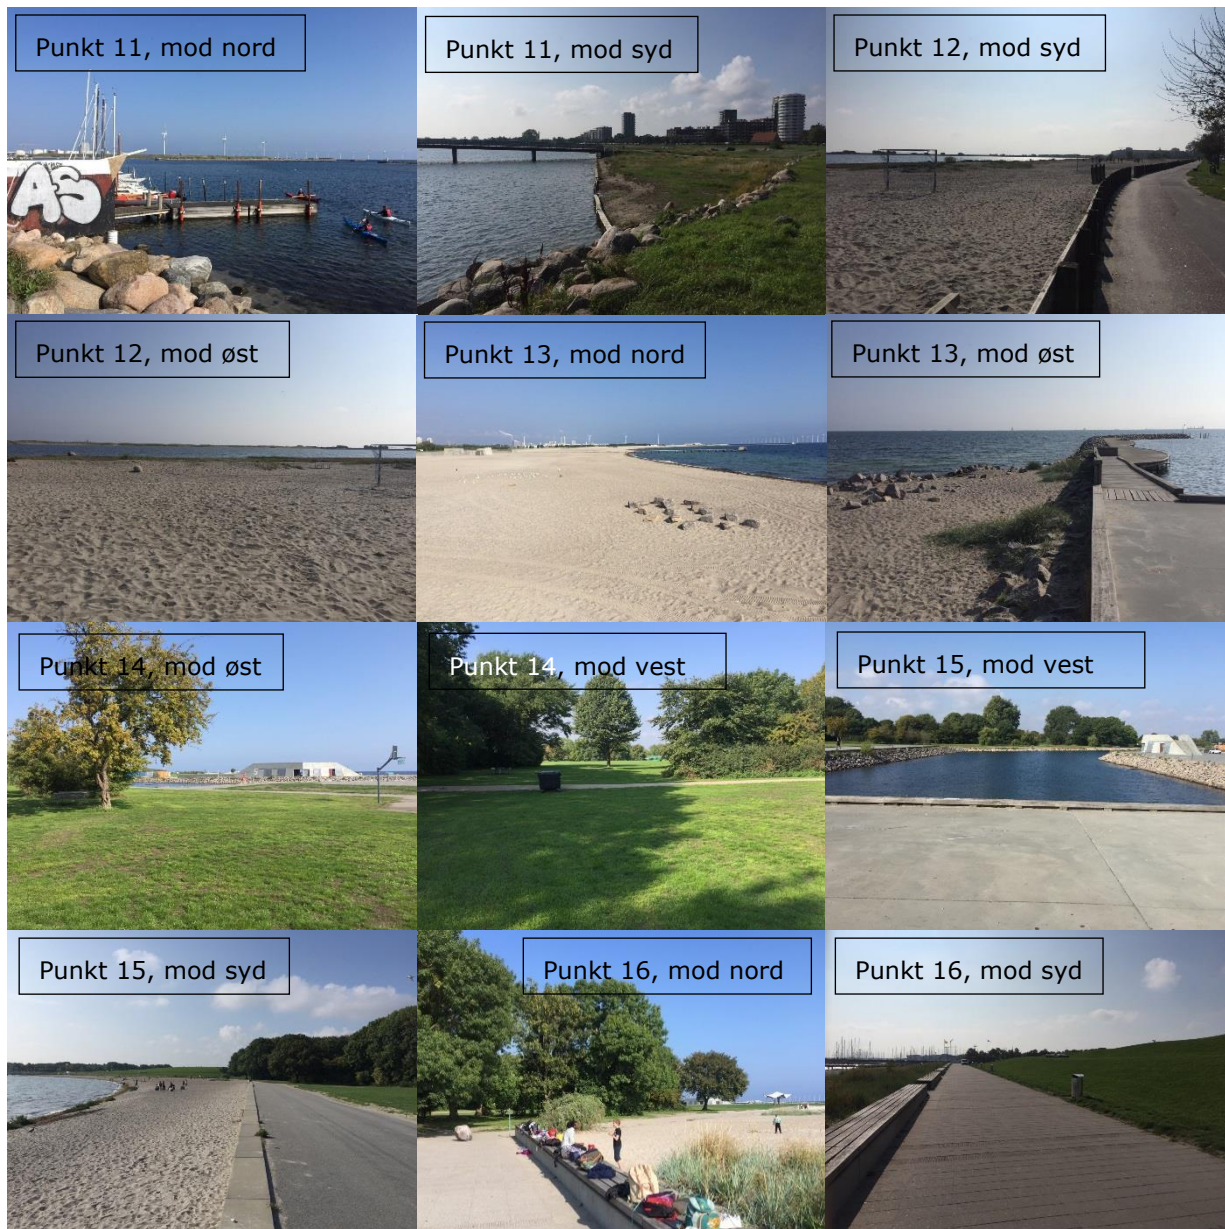 Punkt 11, mod nord
Punkt 11, mod syd
Punkt 12, mod syd
AS
Punkt 12, mod øst
Punkt 13, mod nord
Punkt 13, mod øst
Punkt 14, mod øst
Punkt 14, mod vest
Punkt 15, mod vest
Punkt 15, mod syd
Punkt 16, mod nord
Punkt 16, mod syd